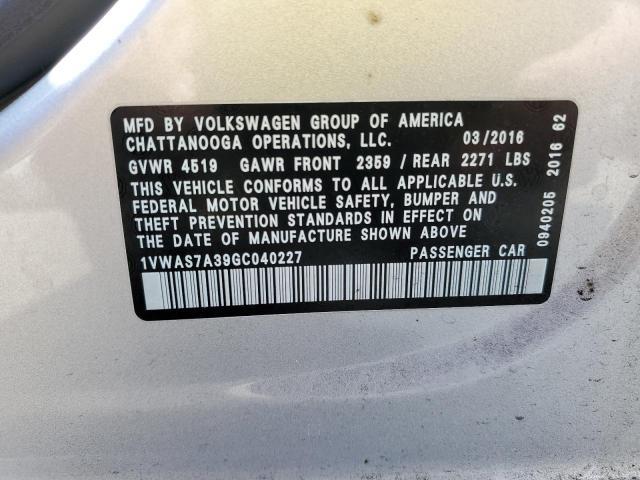 MFD BY VOLKSWAGEN GROUP OF AMERICA
CHATTANOOGA OPERATIONS, LLC. 03/2016
GVWR 4519 GAWR FRONT 2359 / REAR 2271 LBS
THIS VEHICLE CONFORMS TO ALL APPLICABLE U.S.
FEDERAL MOTOR VEHICLE SAFETY, BUMPER AND
THEFT PREVENTION STANDARDS IN EFFECT ON
THE DATE OF MANUFACTURE SHOWN ABOVE
1VWAS7A39GC040227 PASSENGER CAR
0940205 2016 62